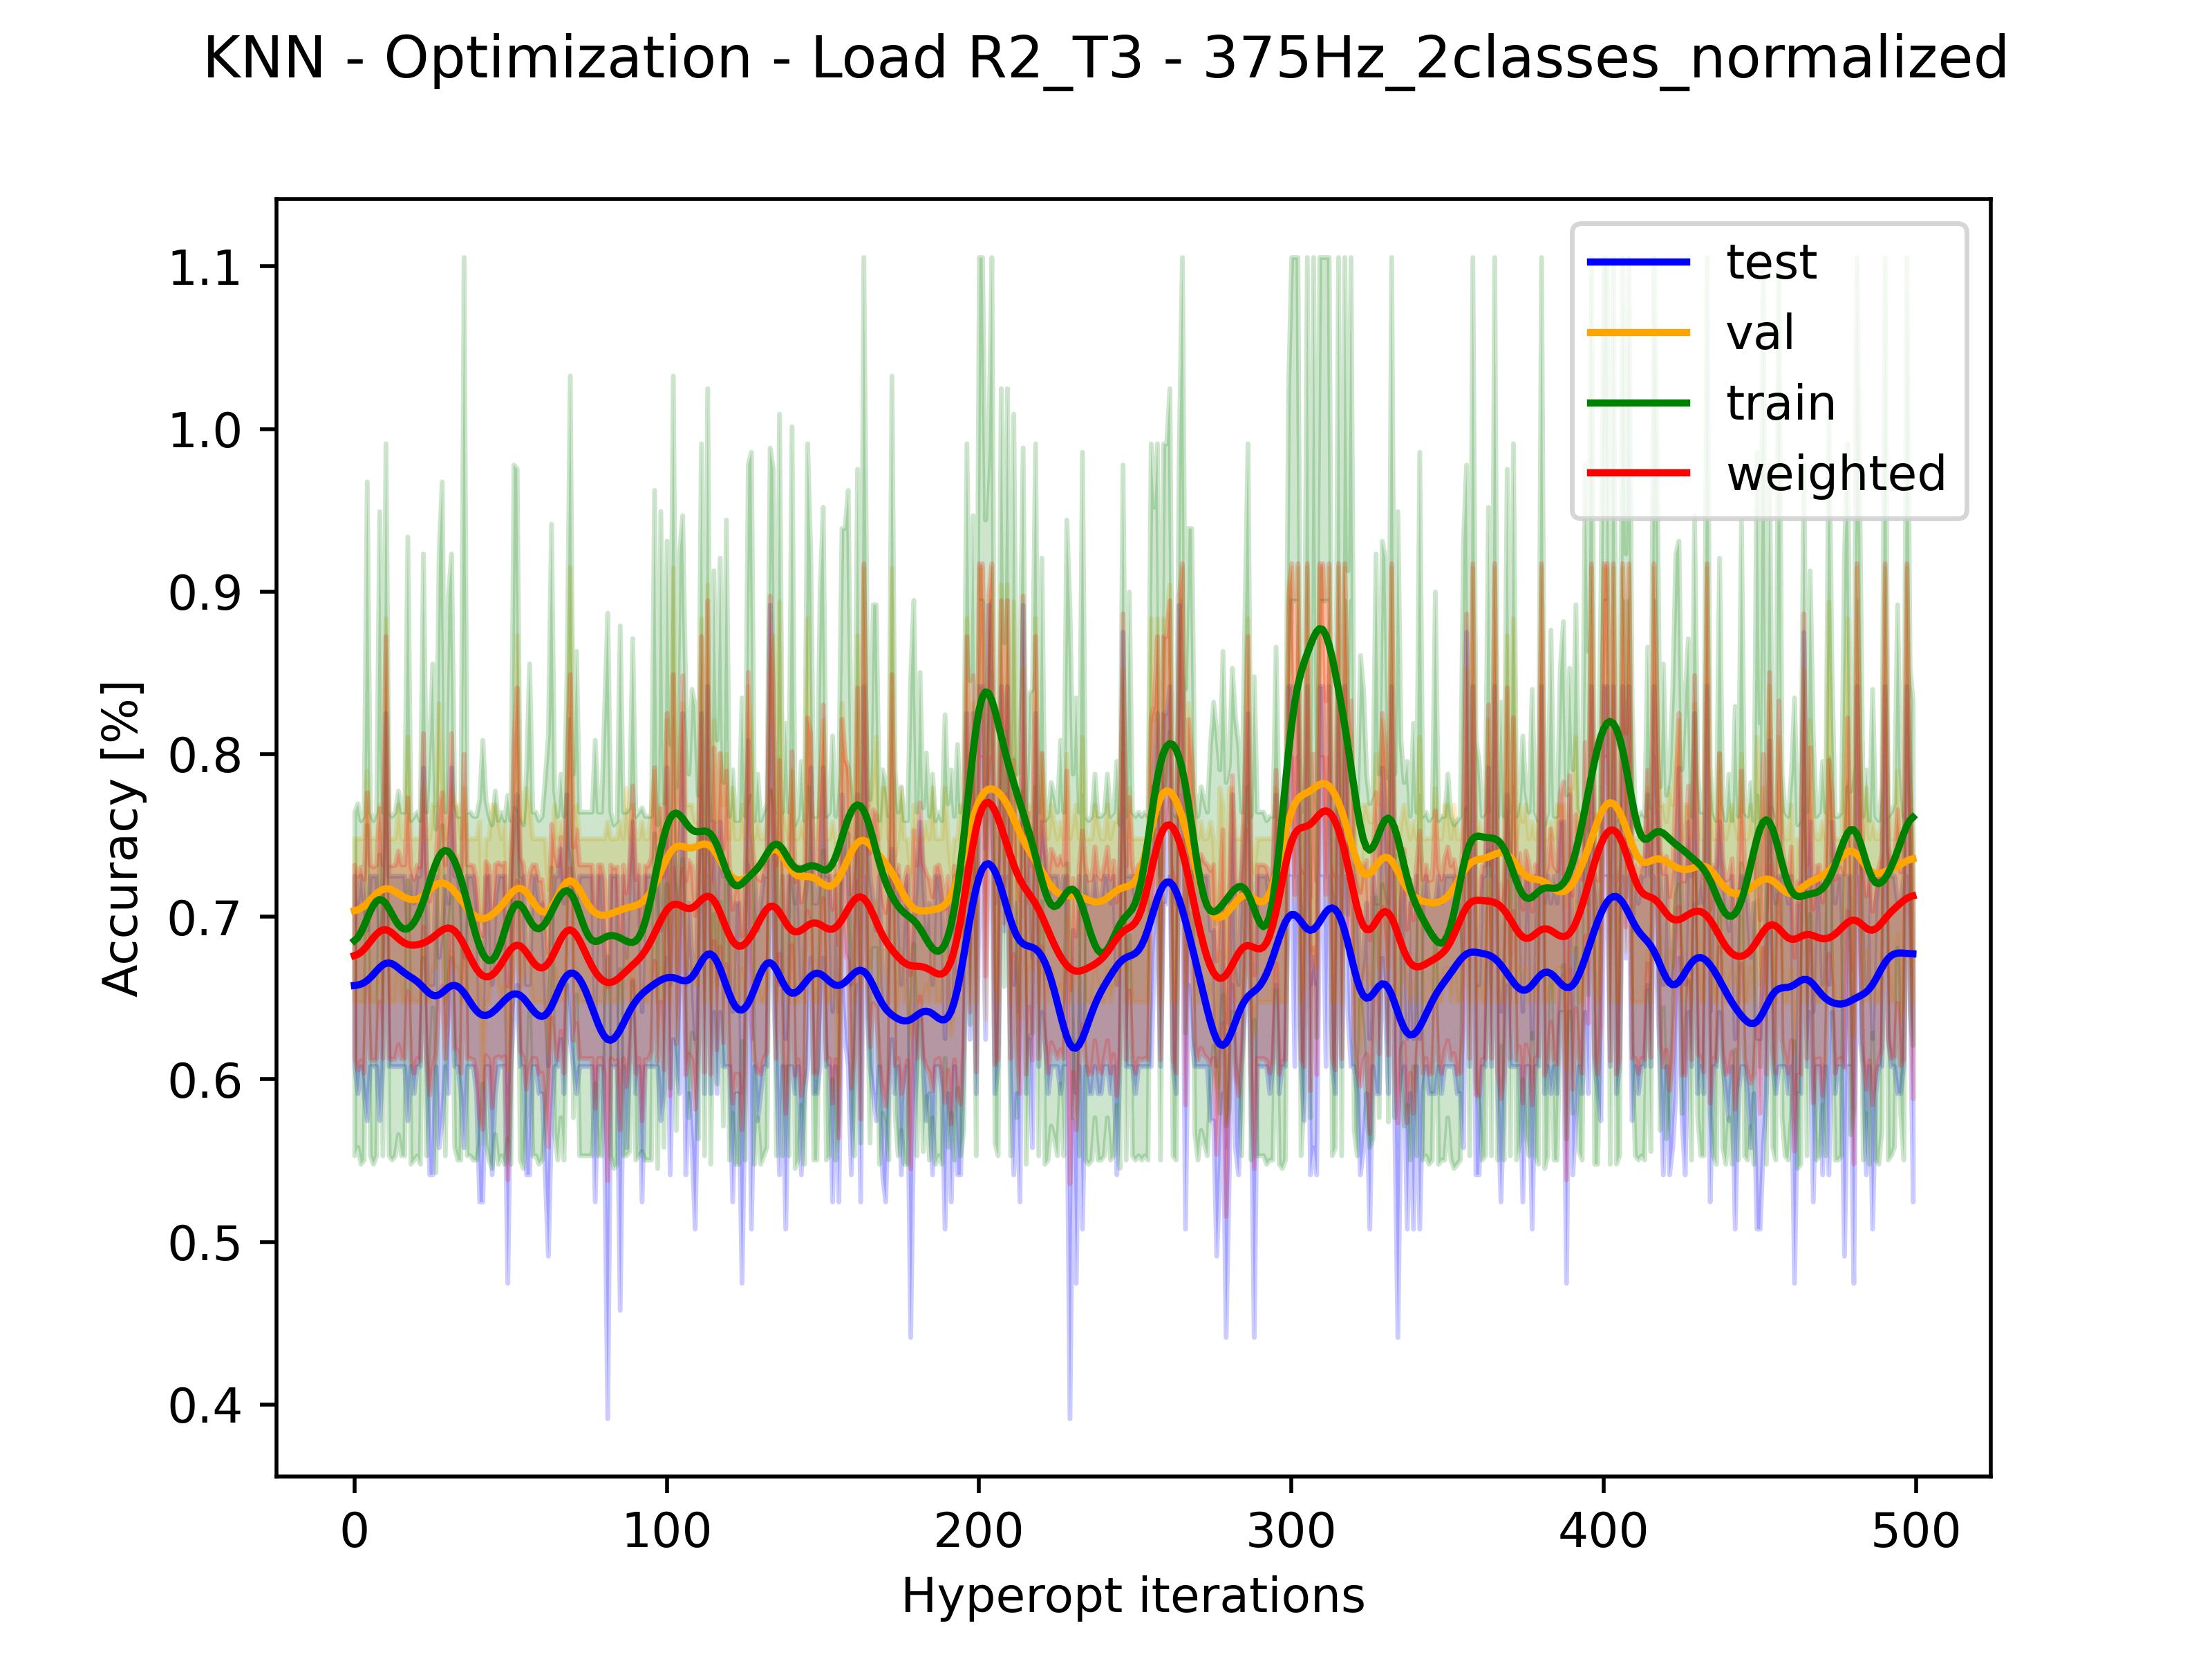 KNN - Optimization - Load R2_T3 - 375Hz_2classes_normalized
test
val
train
weighted
1.1
1.0
0.9
0.8
0.7
0.6
0.5
0.4
Accuracy [%]
0 100 200 300 400 500
Hyperopt iterations